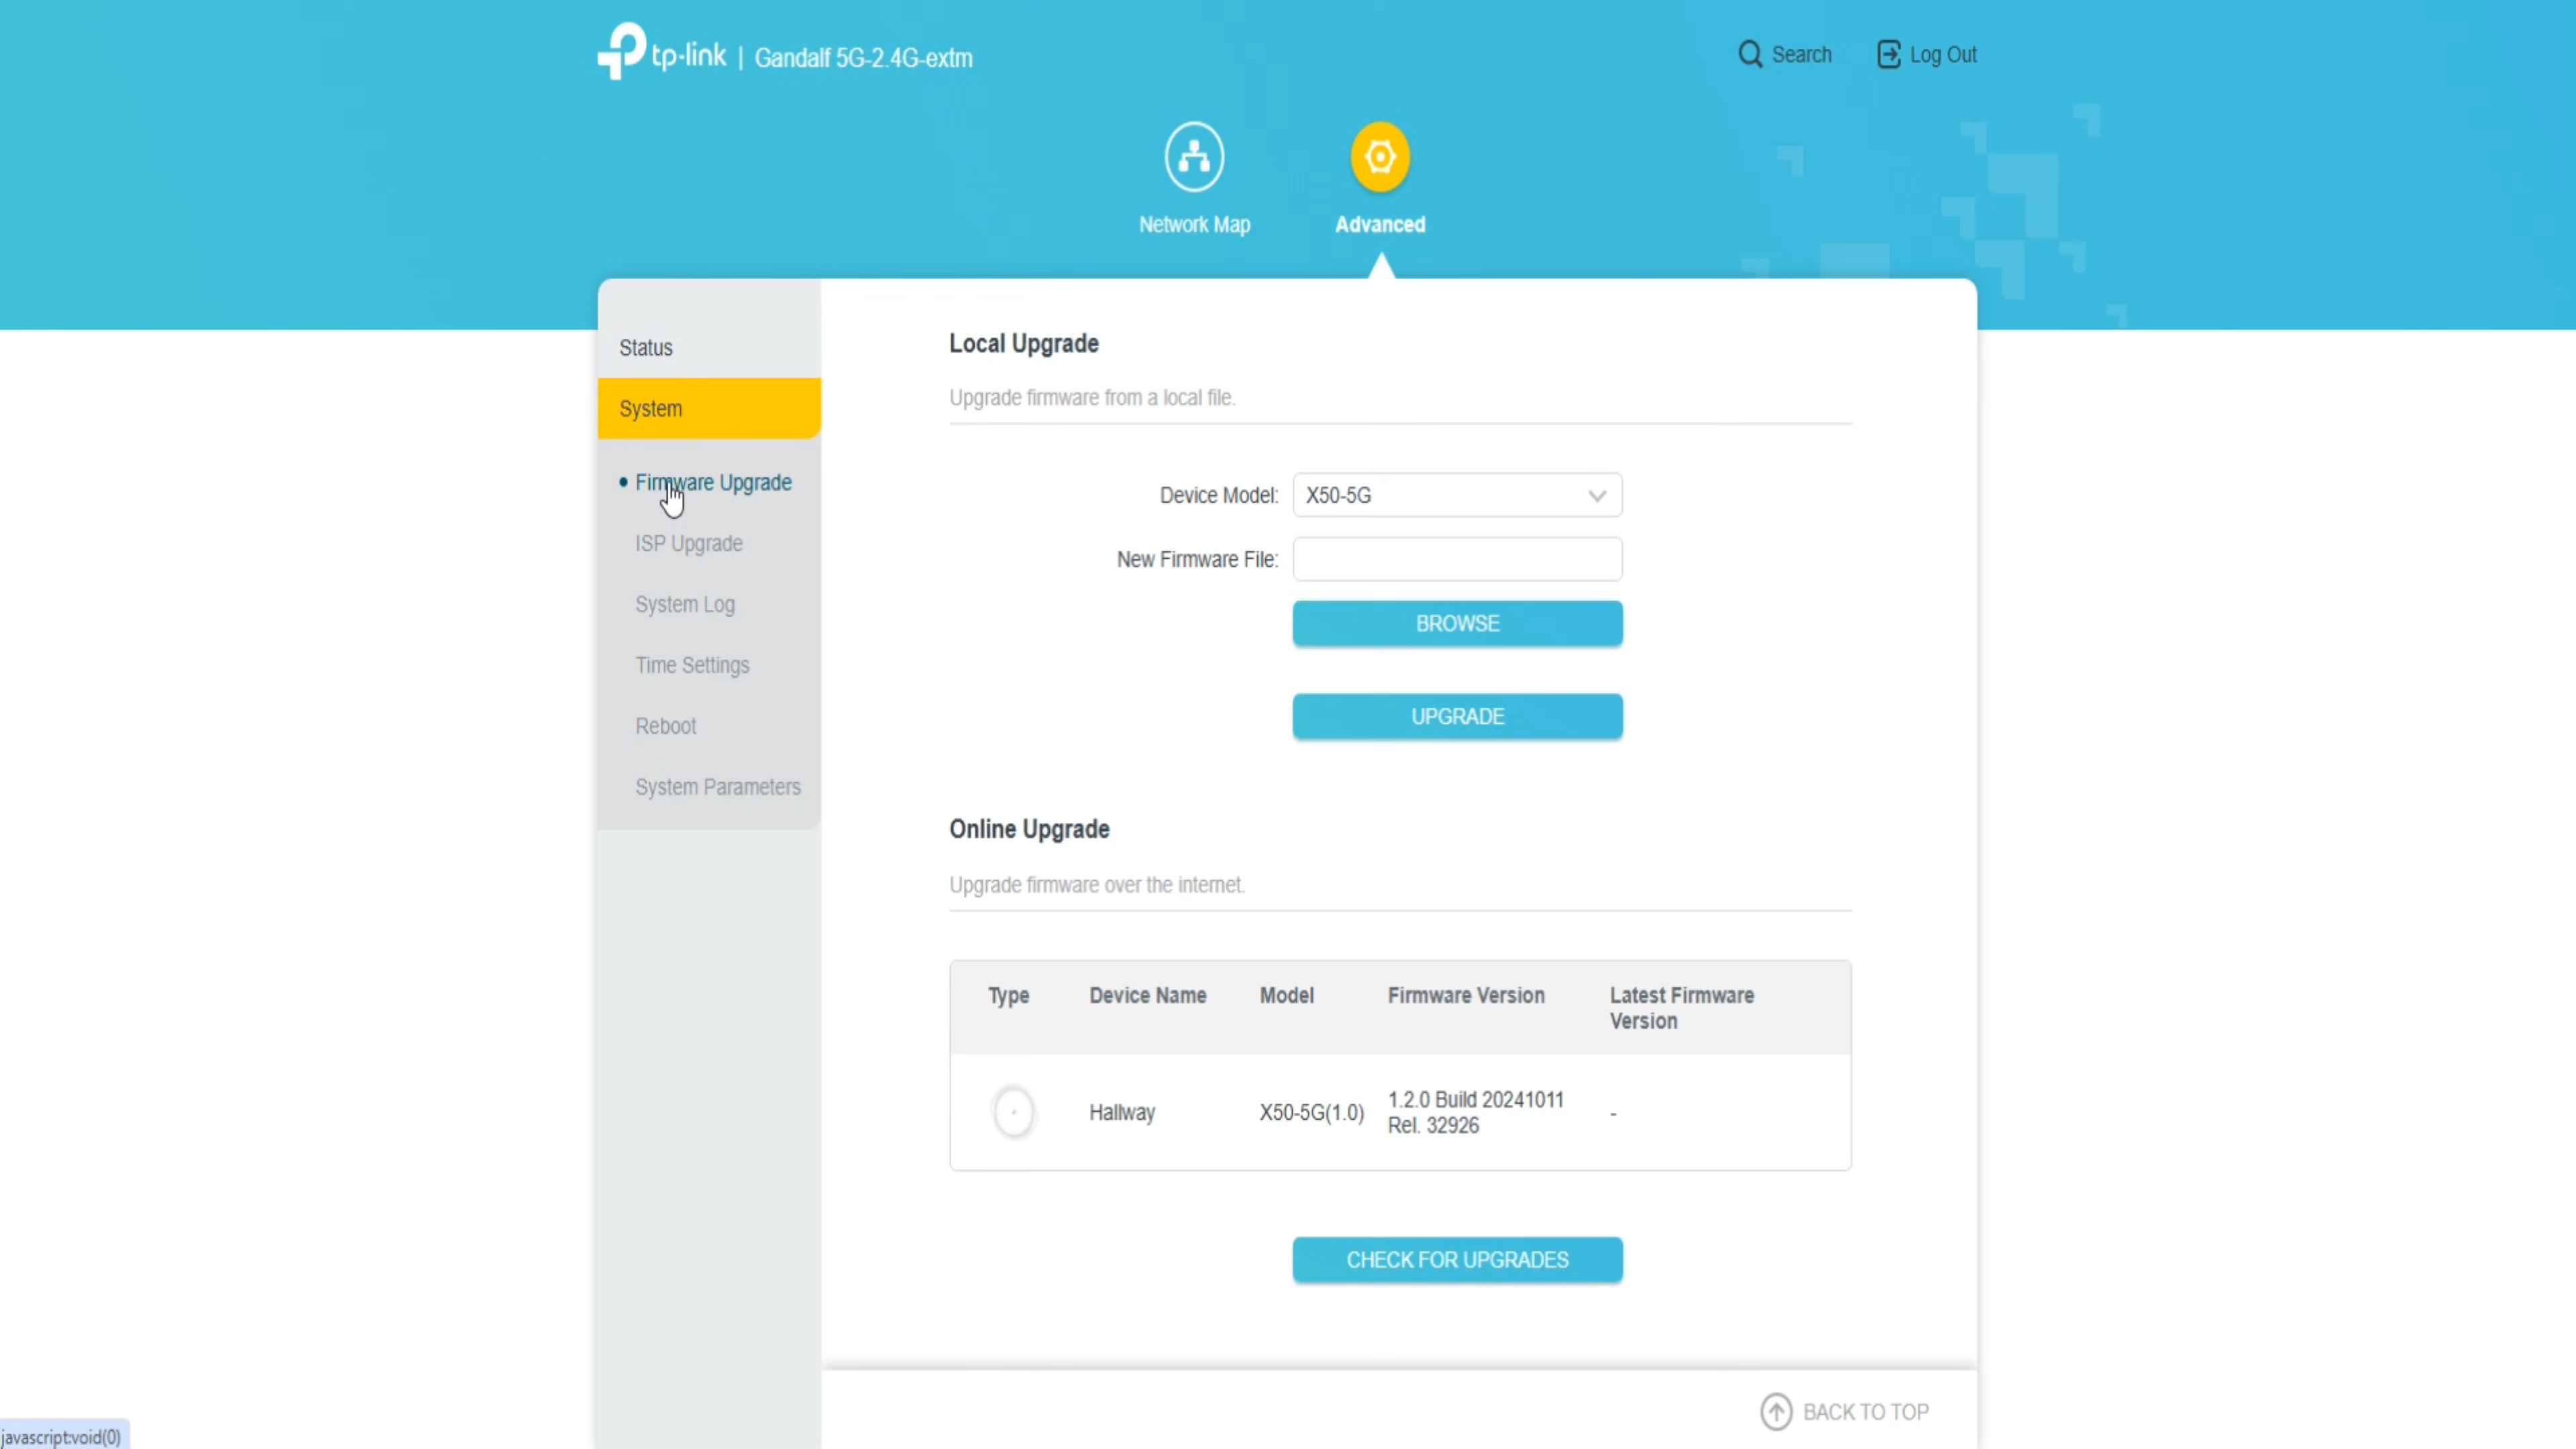 tp-link | Gandalf 5G-2.4G-extm
Search
Log Out
Network Map
Advanced
Status
System
Firmware Upgrade
ISP Upgrade
System Log
Time Settings
Reboot
System Parameters
Local Upgrade
Upgrade firmware from a local file.
Device Model: X50-5G
New Firmware File:
BROWSE
UPGRADE
Online Upgrade
Upgrade firmware over the internet.
Type Device Name Model Firmware Version Latest Firmware
Version
Hallway X50-5G(1.0) 1.2.0 Build 20241011
Rel. 32926 -
CHECK FOR UPGRADES
BACK TO TOP
javascript:void(0)